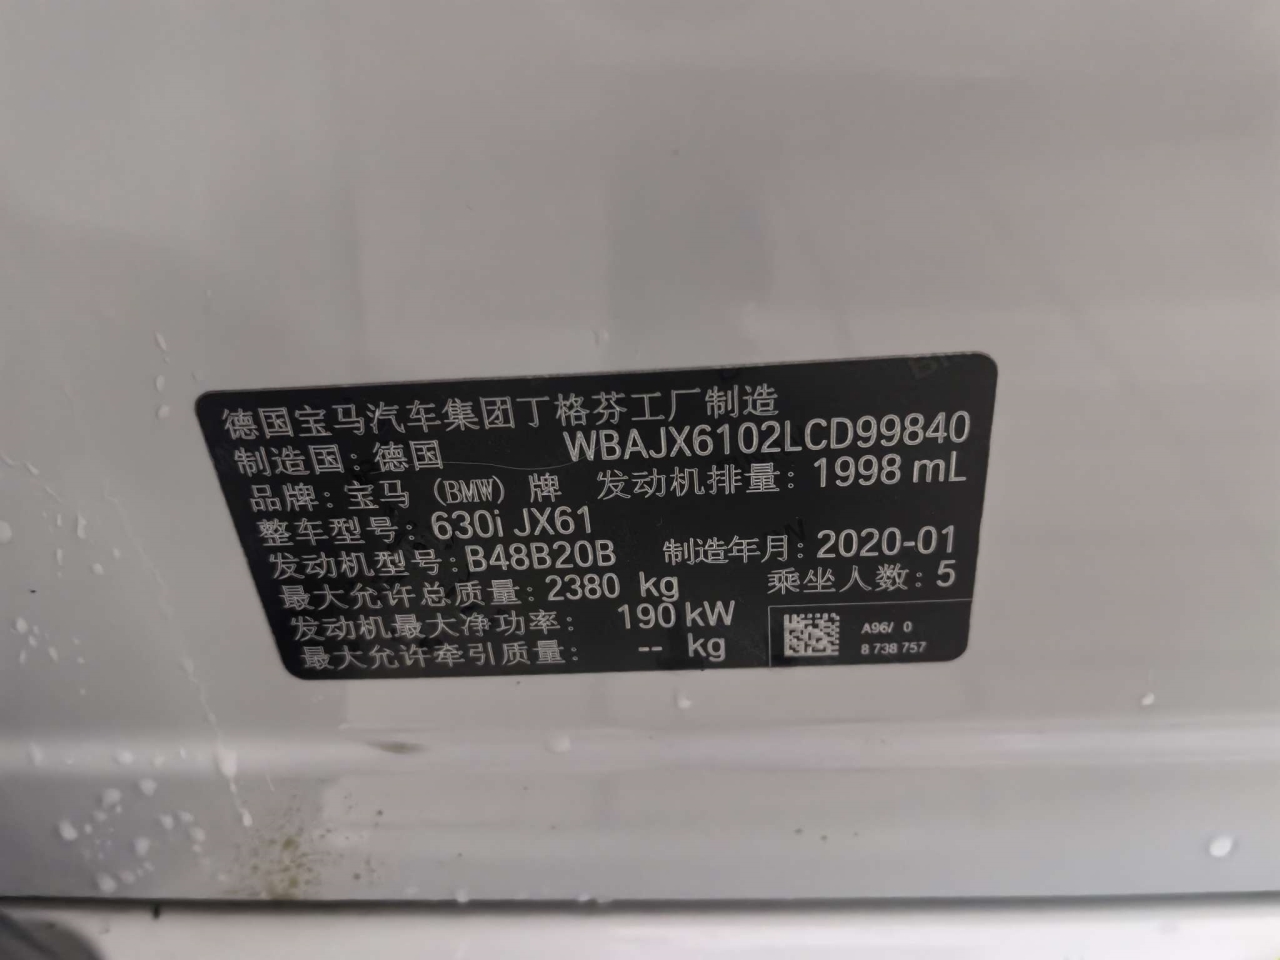 德国宝马汽车集团丁格芬工厂制造
制造国：德国 WBAJX6102LCD99840
品牌：宝马 (BMW) 牌 发动机排量：1998 mL
整车型号：630i JX61
发动机型号：B48B20B 制造年月：2020-01
最大允许总质量：2380 kg 乘坐人数：5
发动机最大净功率： 190 kW
最大允许牵引质量： -- kg
A96/ 0
8 738 757